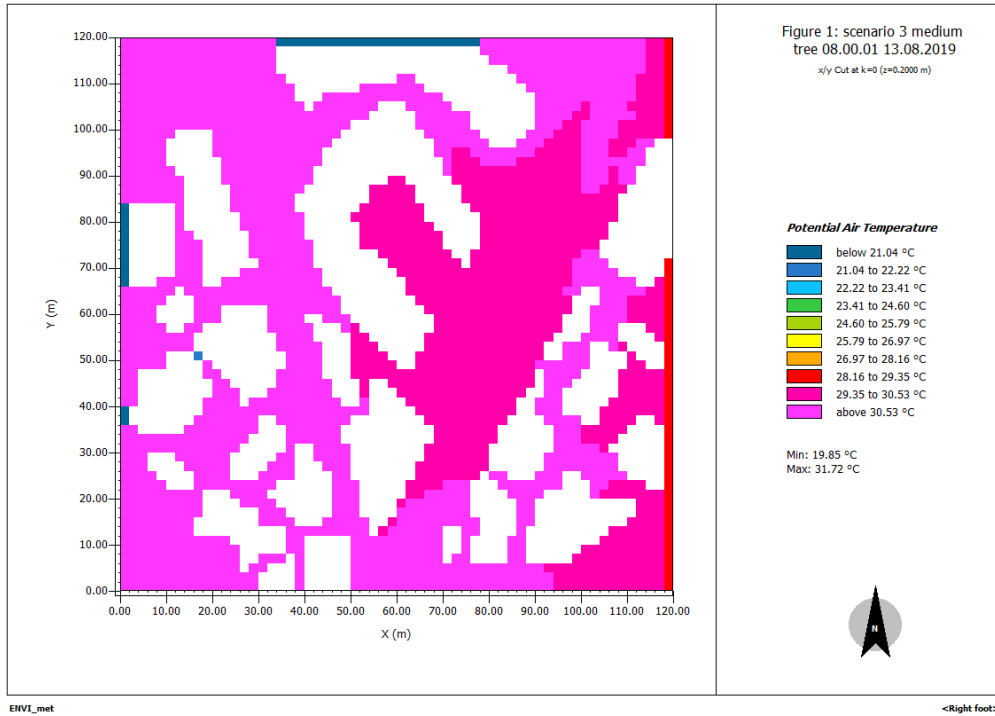 Figure 1: scenario 3 medium
tree 08.00.01 13.08.2019
x/y Cut at k=0 (z=0.2000 m)
120.00
110.00
100.00
90.00
80.00
70.00
60.00
50.00
40.00
30.00
20.00
10.00
0.00
Y (m)
0.00 10.00 20.00 30.00 40.00 50.00 60.00 70.00 80.00 90.00 100.00 110.00 120.00
X (m)
Potential Air Temperature
below 21.04 °C
21.04 to 22.22 °C
22.22 to 23.41 °C
23.41 to 24.60 °C
24.60 to 25.79 °C
25.79 to 26.97 °C
26.97 to 28.16 °C
28.16 to 29.35 °C
29.35 to 30.53 °C
above 30.53 °C
Min: 19.85 °C
Max: 31.72 °C
N
ENVI_met
<Right foot>